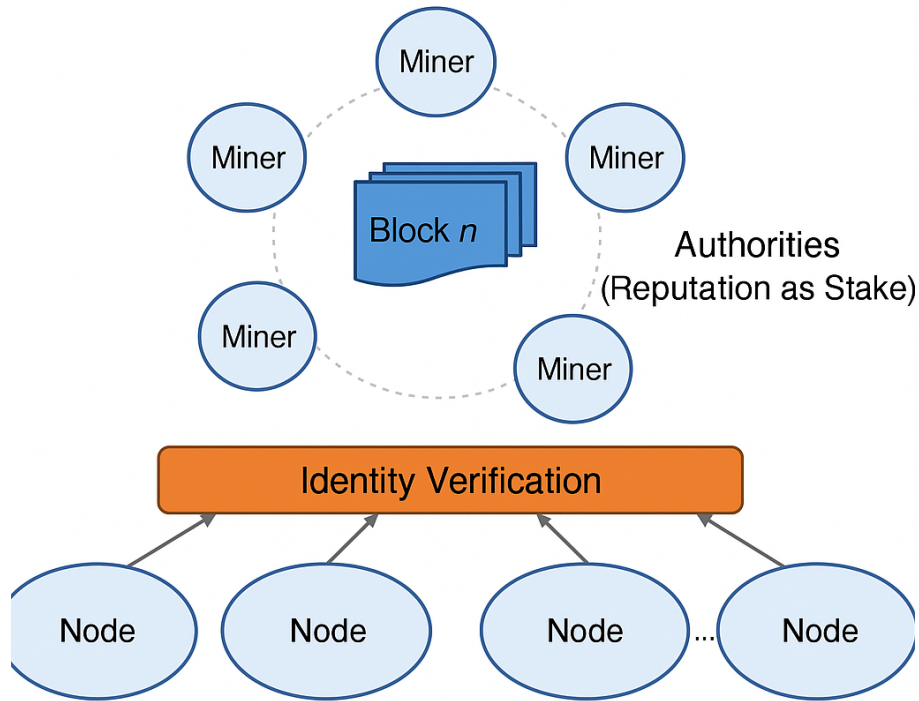 Miner
Miner
Miner
Block n
Authorities
(Reputation as Stake)
Miner
Miner
Identity Verification
Node
Node
Node
...
Node